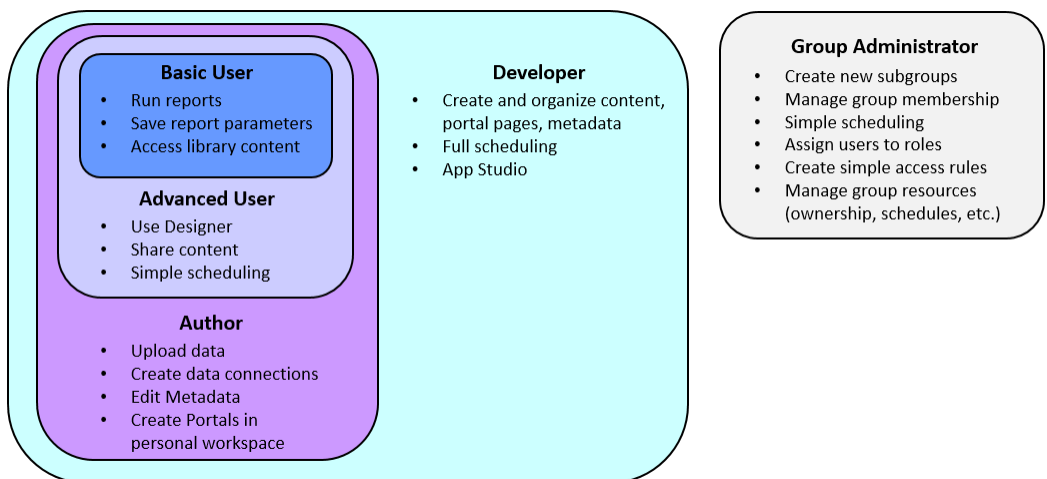 Basic User
• Run reports
• Save report parameters
• Access library content
Advanced User
• Use Designer
• Share content
• Simple scheduling
Author
• Upload data
• Create data connections
• Edit Metadata
• Create Portals in
personal workspace
Developer
• Create and organize content,
portal pages, metadata
• Full scheduling
• App Studio
Group Administrator
• Create new subgroups
• Manage group membership
• Simple scheduling
• Assign users to roles
• Create simple access rules
• Manage group resources
(ownership, schedules, etc.)